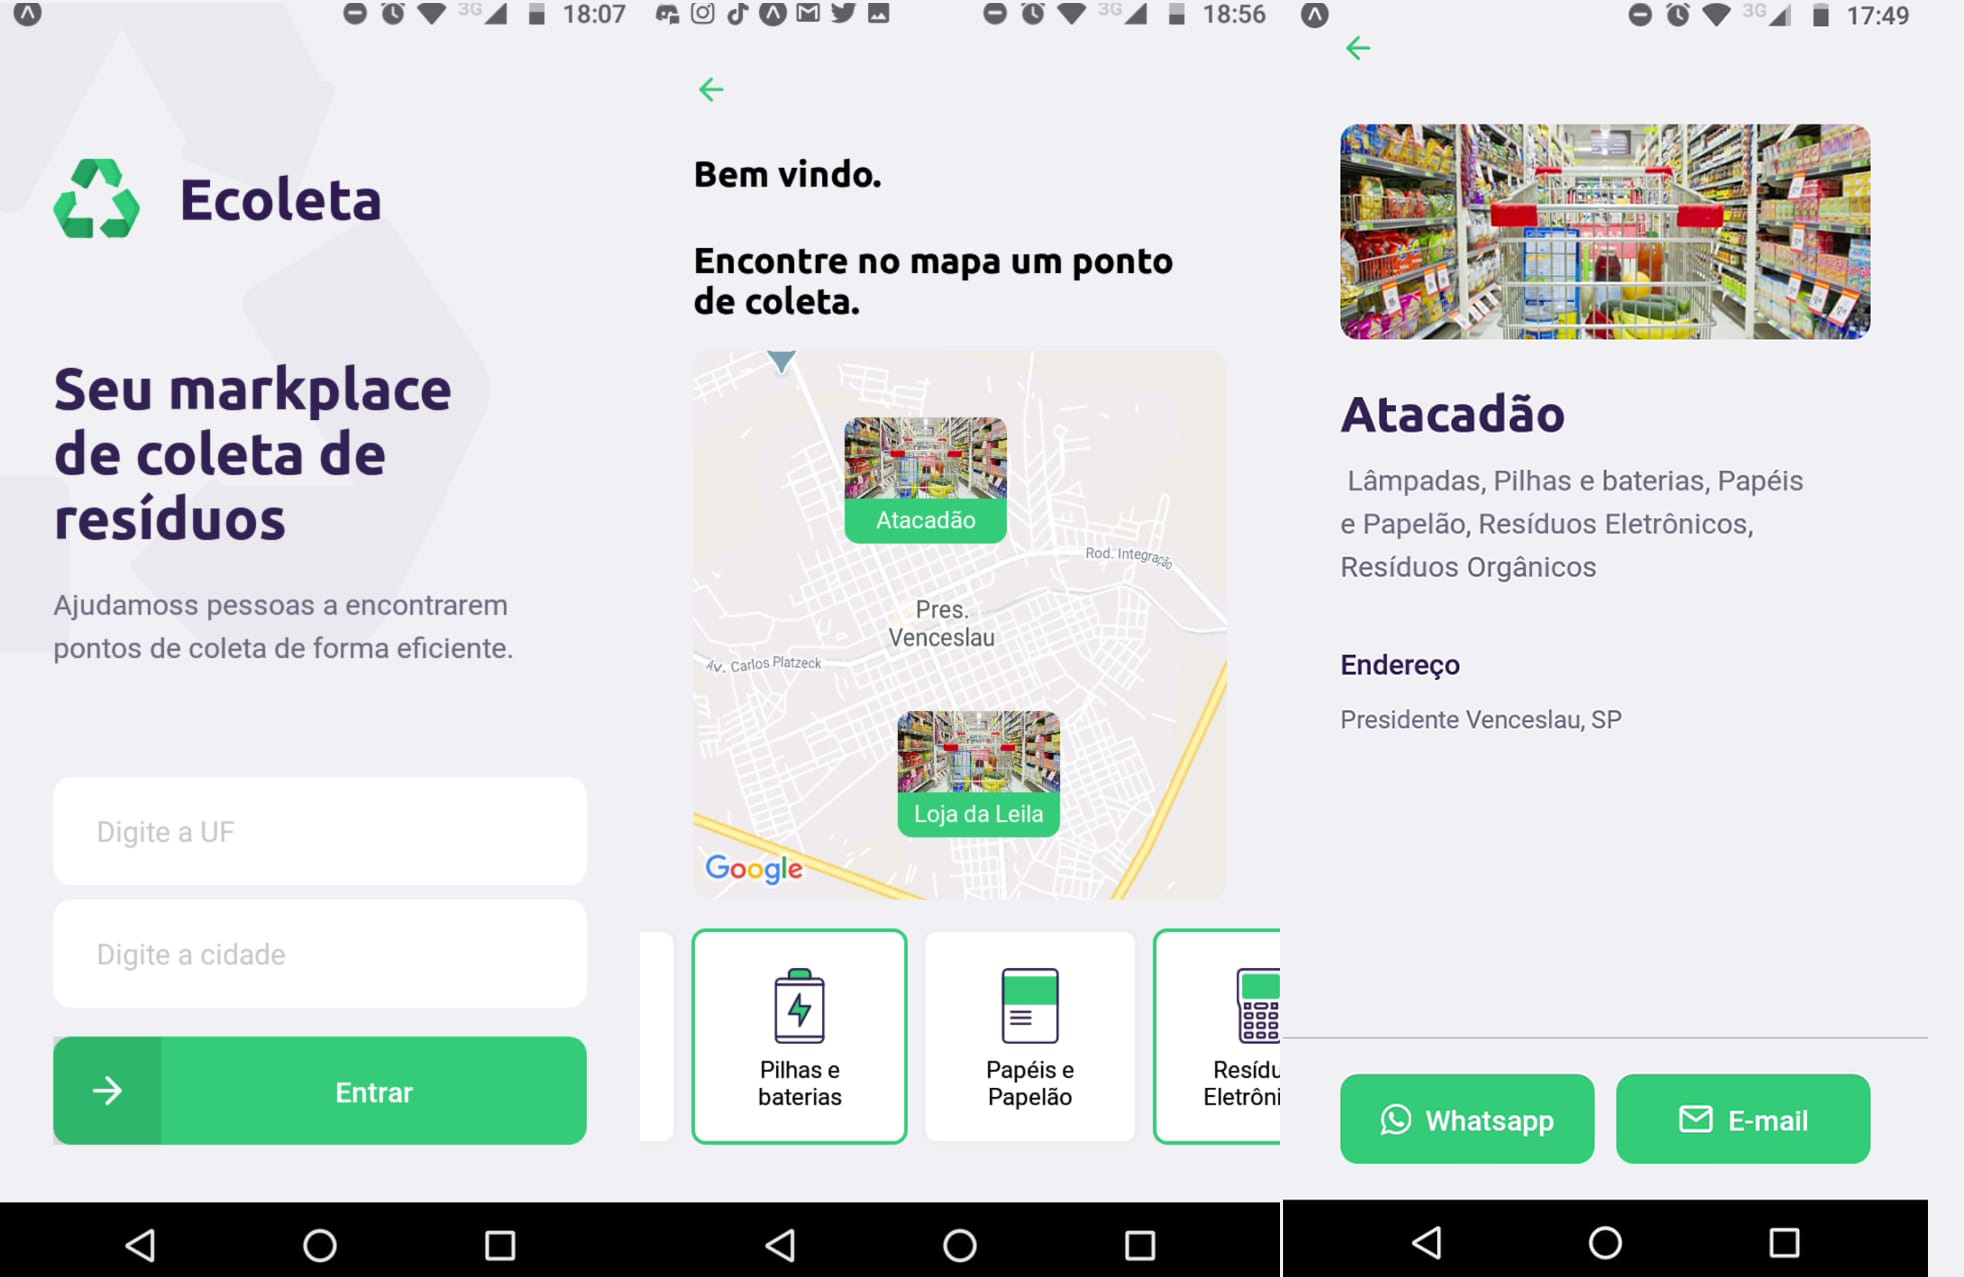 3G 18:07
Ecoleta
Seu markplace
de coleta de
resíduos
Ajudamoss pessoas a encontrarem
pontos de coleta de forma eficiente.
Digite a UF
Digite a cidade
Entrar
3G 18:56
Bem vindo.
Encontre no mapa um ponto
de coleta.
Atacadão
Rod. Integração
Pres.
Venceslau
Av. Carlos Platzeck
Loja da Leila
Google
Pilhas e
baterias
Papéis e
Papelão
Resídu
Eletrôni
3G 17:49
Atacadão
Lâmpadas, Pilhas e baterias, Papéis
e Papelão, Resíduos Eletrônicos,
Resíduos Orgânicos
Endereço
Presidente Venceslau, SP
Whatsapp
E-mail